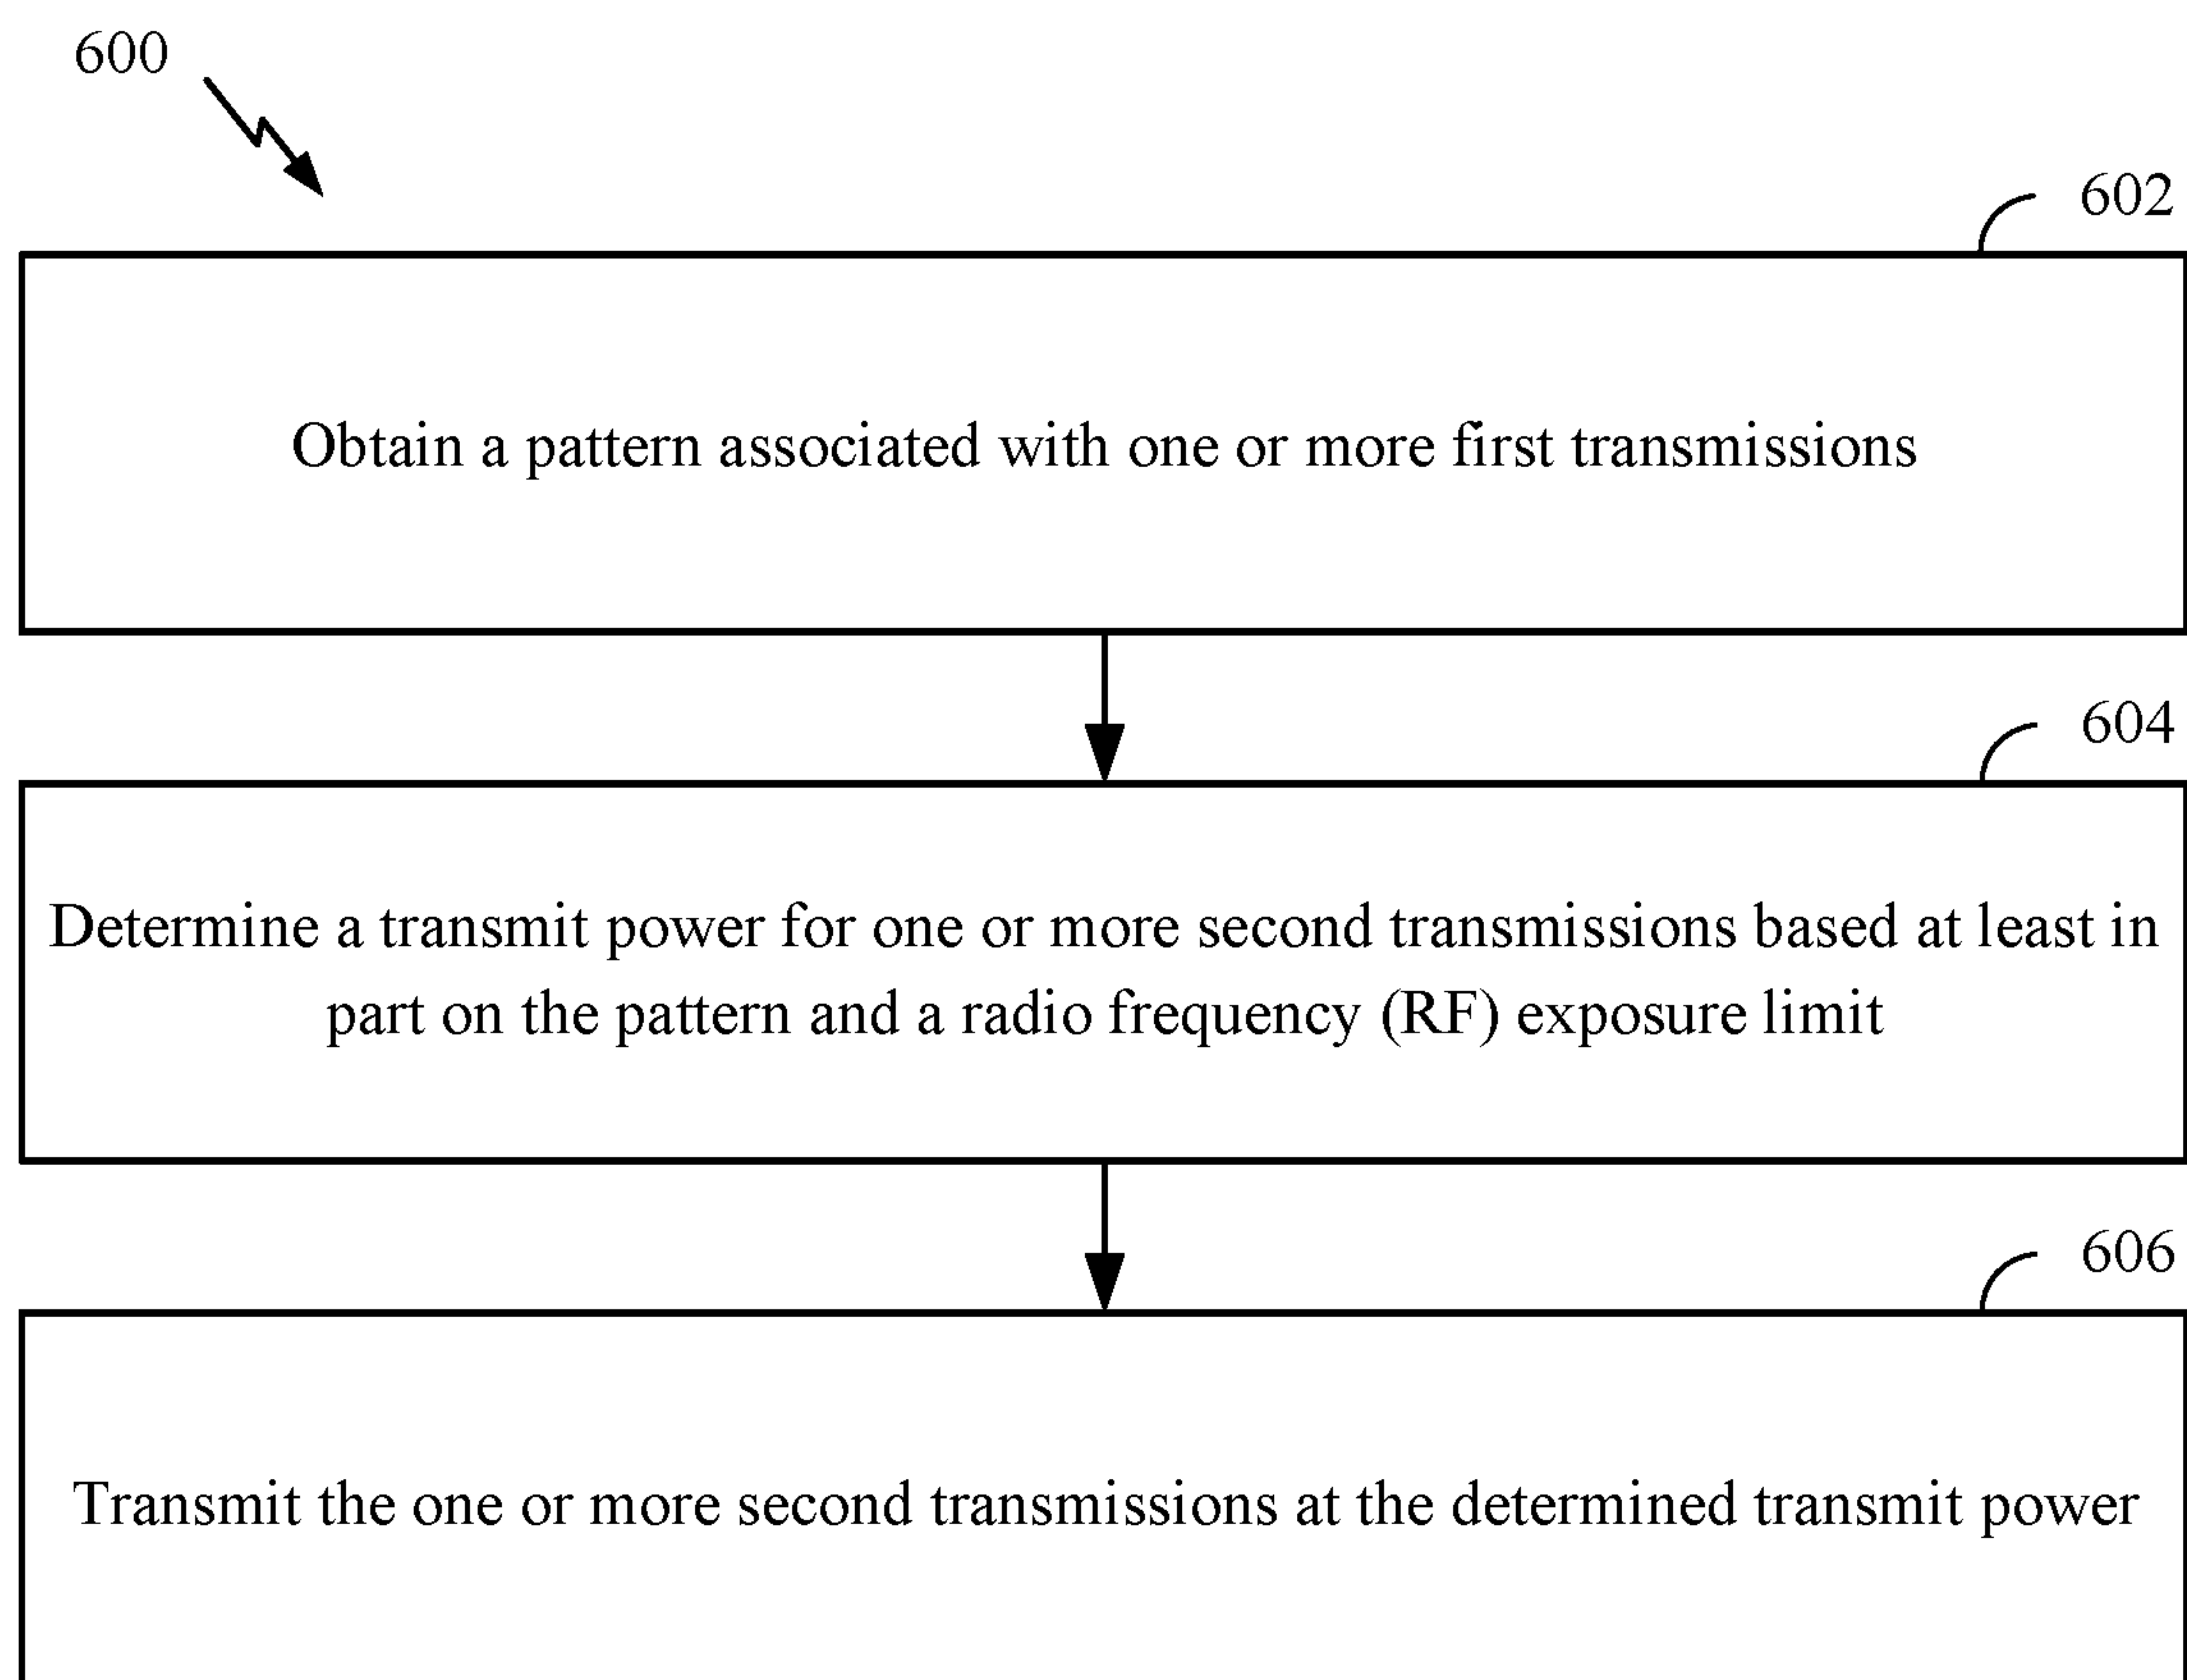 600
602
Obtain a pattern associated with one or more first transmissions
604
Determine a transmit power for one or more second transmissions based at least in
part on the pattern and a radio frequency (RF) exposure limit
606
Transmit the one or more second transmissions at the determined transmit power